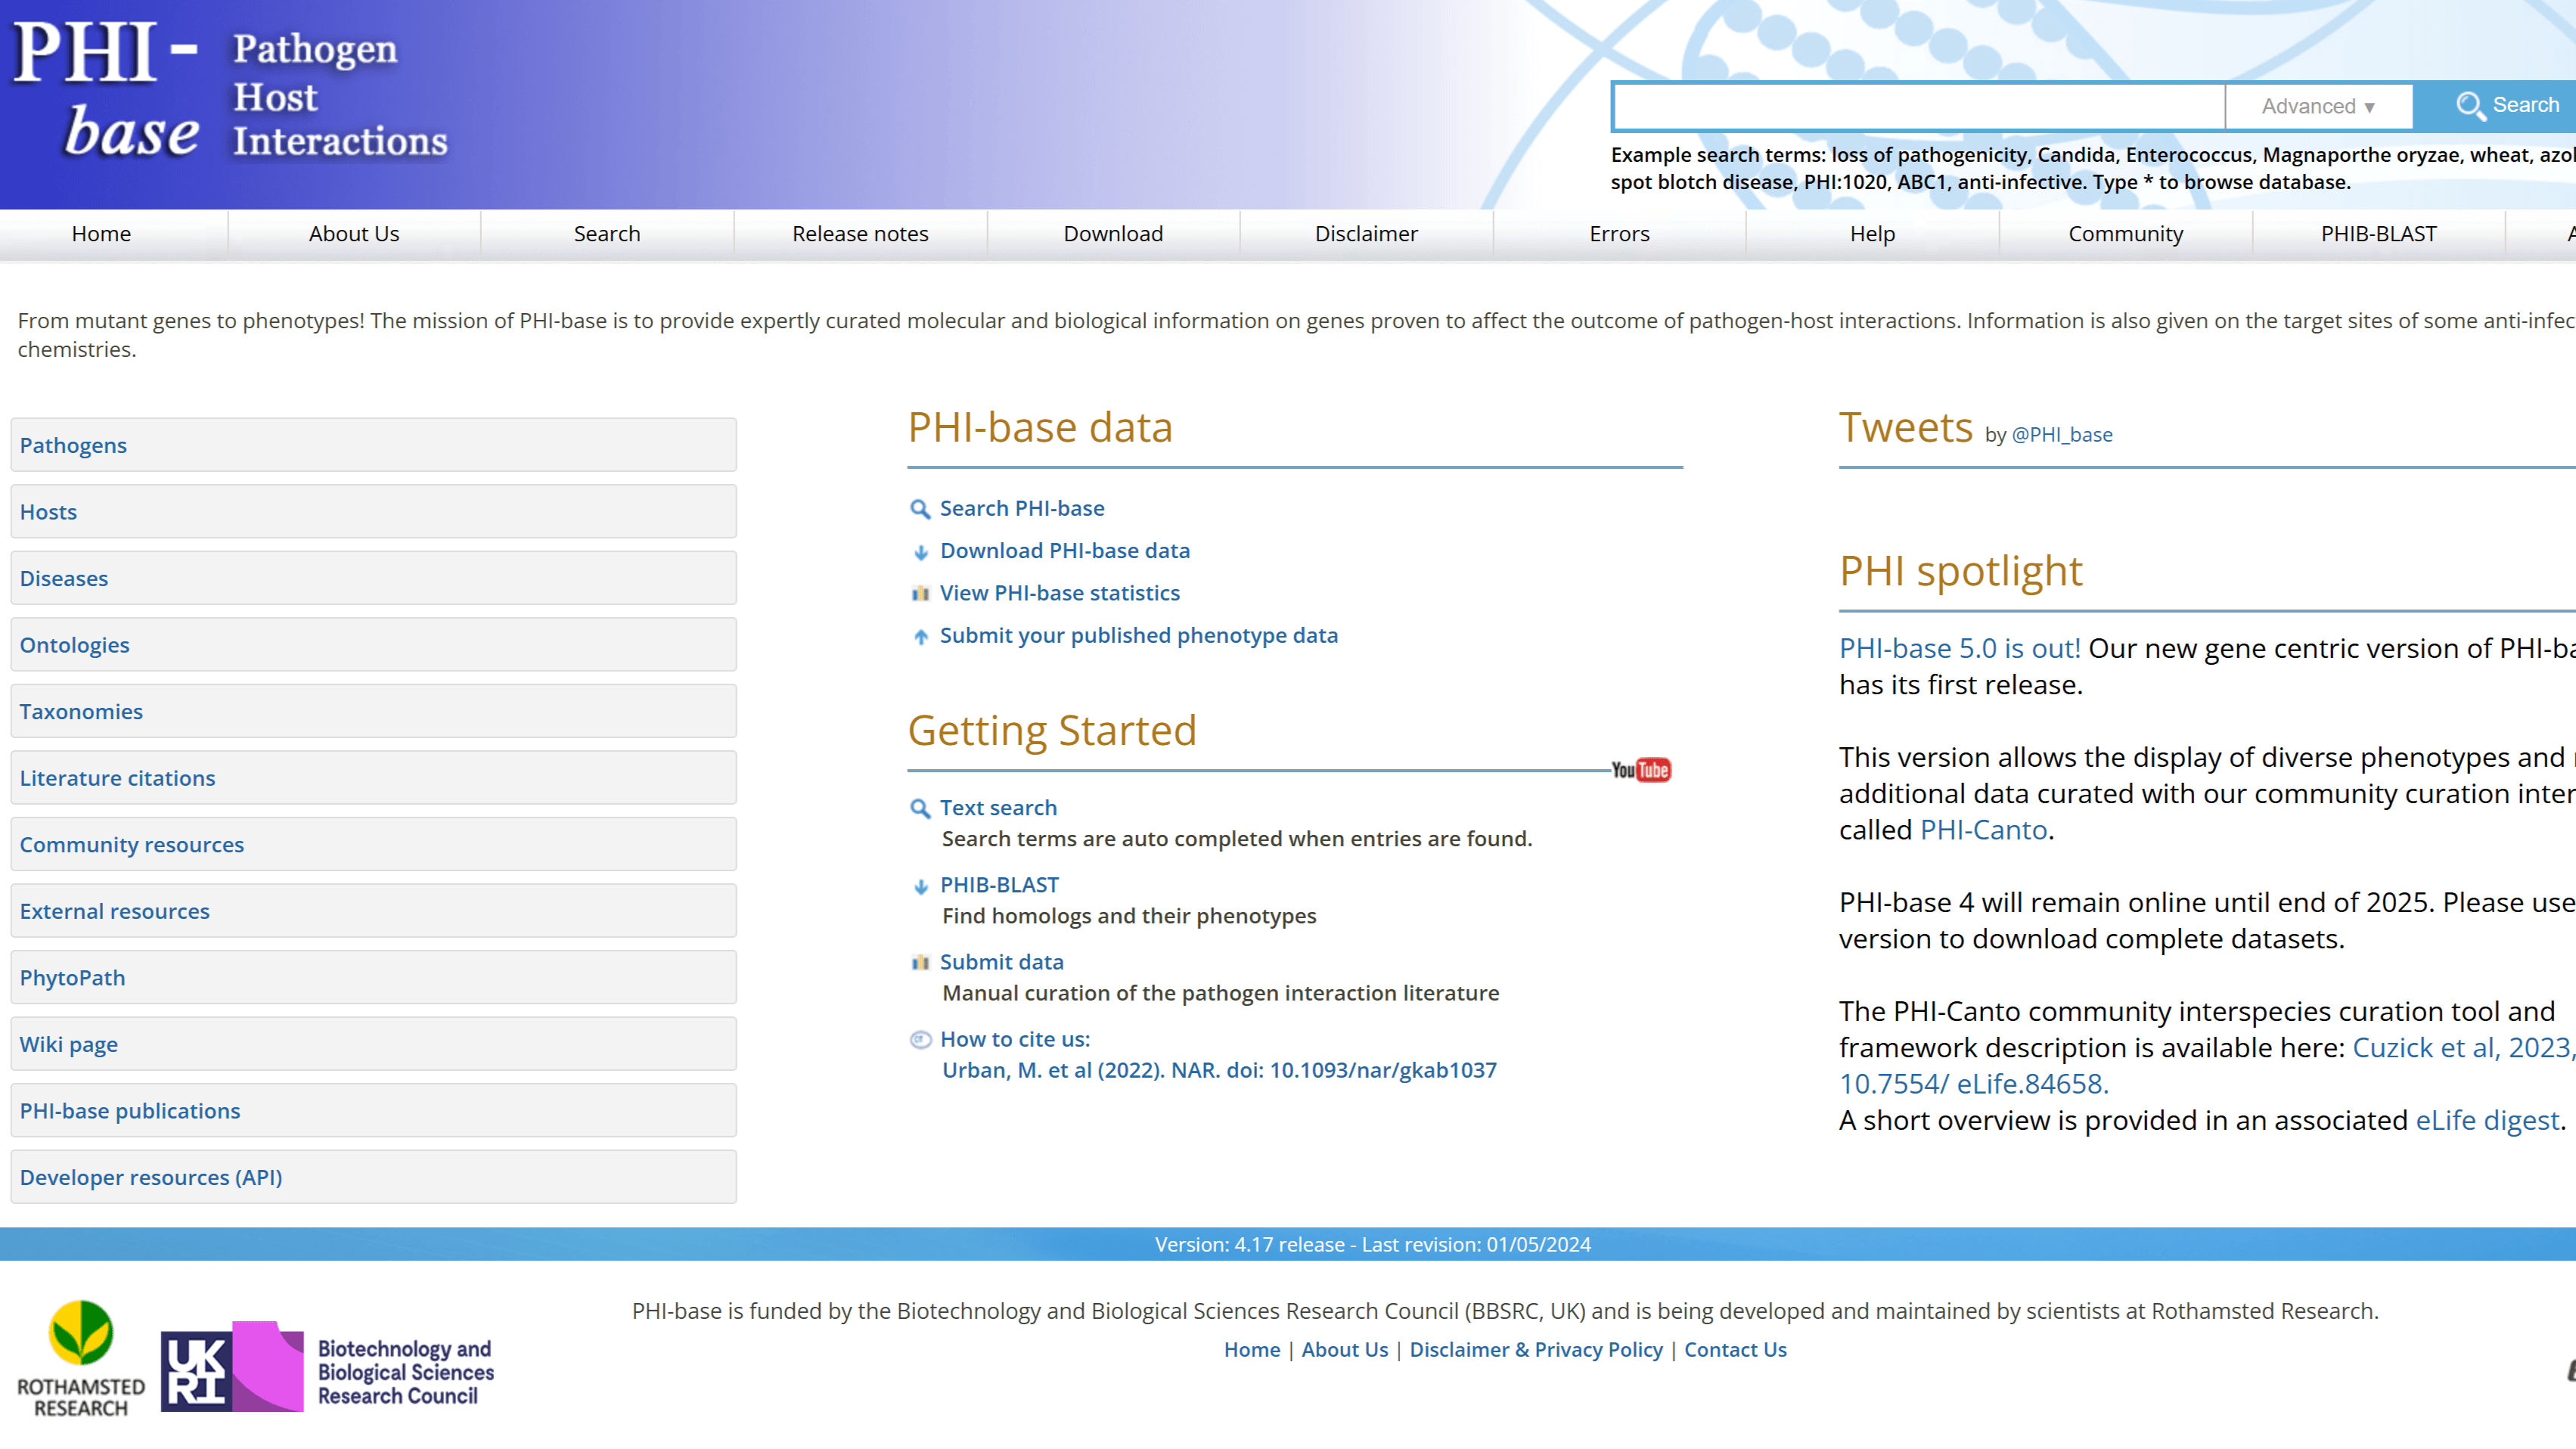 PHI-
base
Pathogen
Host
Interactions
Advanced ▼
Search
Example search terms: loss of pathogenicity, Candida, Enterococcus, Magnaporthe oryzae, wheat,
spot blotch disease, PHI:1020, ABC1, anti-infective. Type * to browse database.
Home
About Us
Search
Release notes
Download
Disclaimer
Errors
Help
Community
PHIB-BLAST
From mutant genes to phenotypes! The mission of PHI-base is to provide expertly curated molecular and biological information on genes proven to affect the outcome of pathogen-host interactions. Information is also given on the target sites of some
chemistries.
Pathogens
Hosts
Diseases
Ontologies
Taxonomies
Literature citations
Community resources
External resources
PhytoPath
Wiki page
PHI-base publications
Developer resources (API)
PHI-base data
Search PHI-base
Download PHI-base data
View PHI-base statistics
Submit your published phenotype data
Getting Started
YouTube
Text search
Search terms are auto completed when entries are found.
PHIB-BLAST
Find homologs and their phenotypes
Submit data
Manual curation of the pathogen interaction literature
How to cite us:
Urban, M. et al (2022). NAR. doi: 10.1093/nar/gkab1037
Tweets by @PHI_base
PHI spotlight
PHI-base 5.0 is out! Our new gene centric version of
has its first release.
This version allows the display of diverse phenotypes and
additional data curated with our community curation
called PHI-Canto.
PHI-base 4 will remain online until end of 2025. Please use
version to download complete datasets.
The PHI-Canto community interspecies curation tool and
framework description is available here: Cuzick et al, 2023,
10.7554/ eLife.84658.
A short overview is provided in an associated eLife digest.
Version: 4.17 release - Last revision: 01/05/2024
PHI-base is funded by the Biotechnology and Biological Sciences Research Council (BBSRC, UK) and is being developed and maintained by scientists at Rothamsted Research.
Home | About Us | Disclaimer & Privacy Policy | Contact Us
ROTHAMSTED
RESEARCH
UK
RI
Biotechnology and
Biological Sciences
Research Council